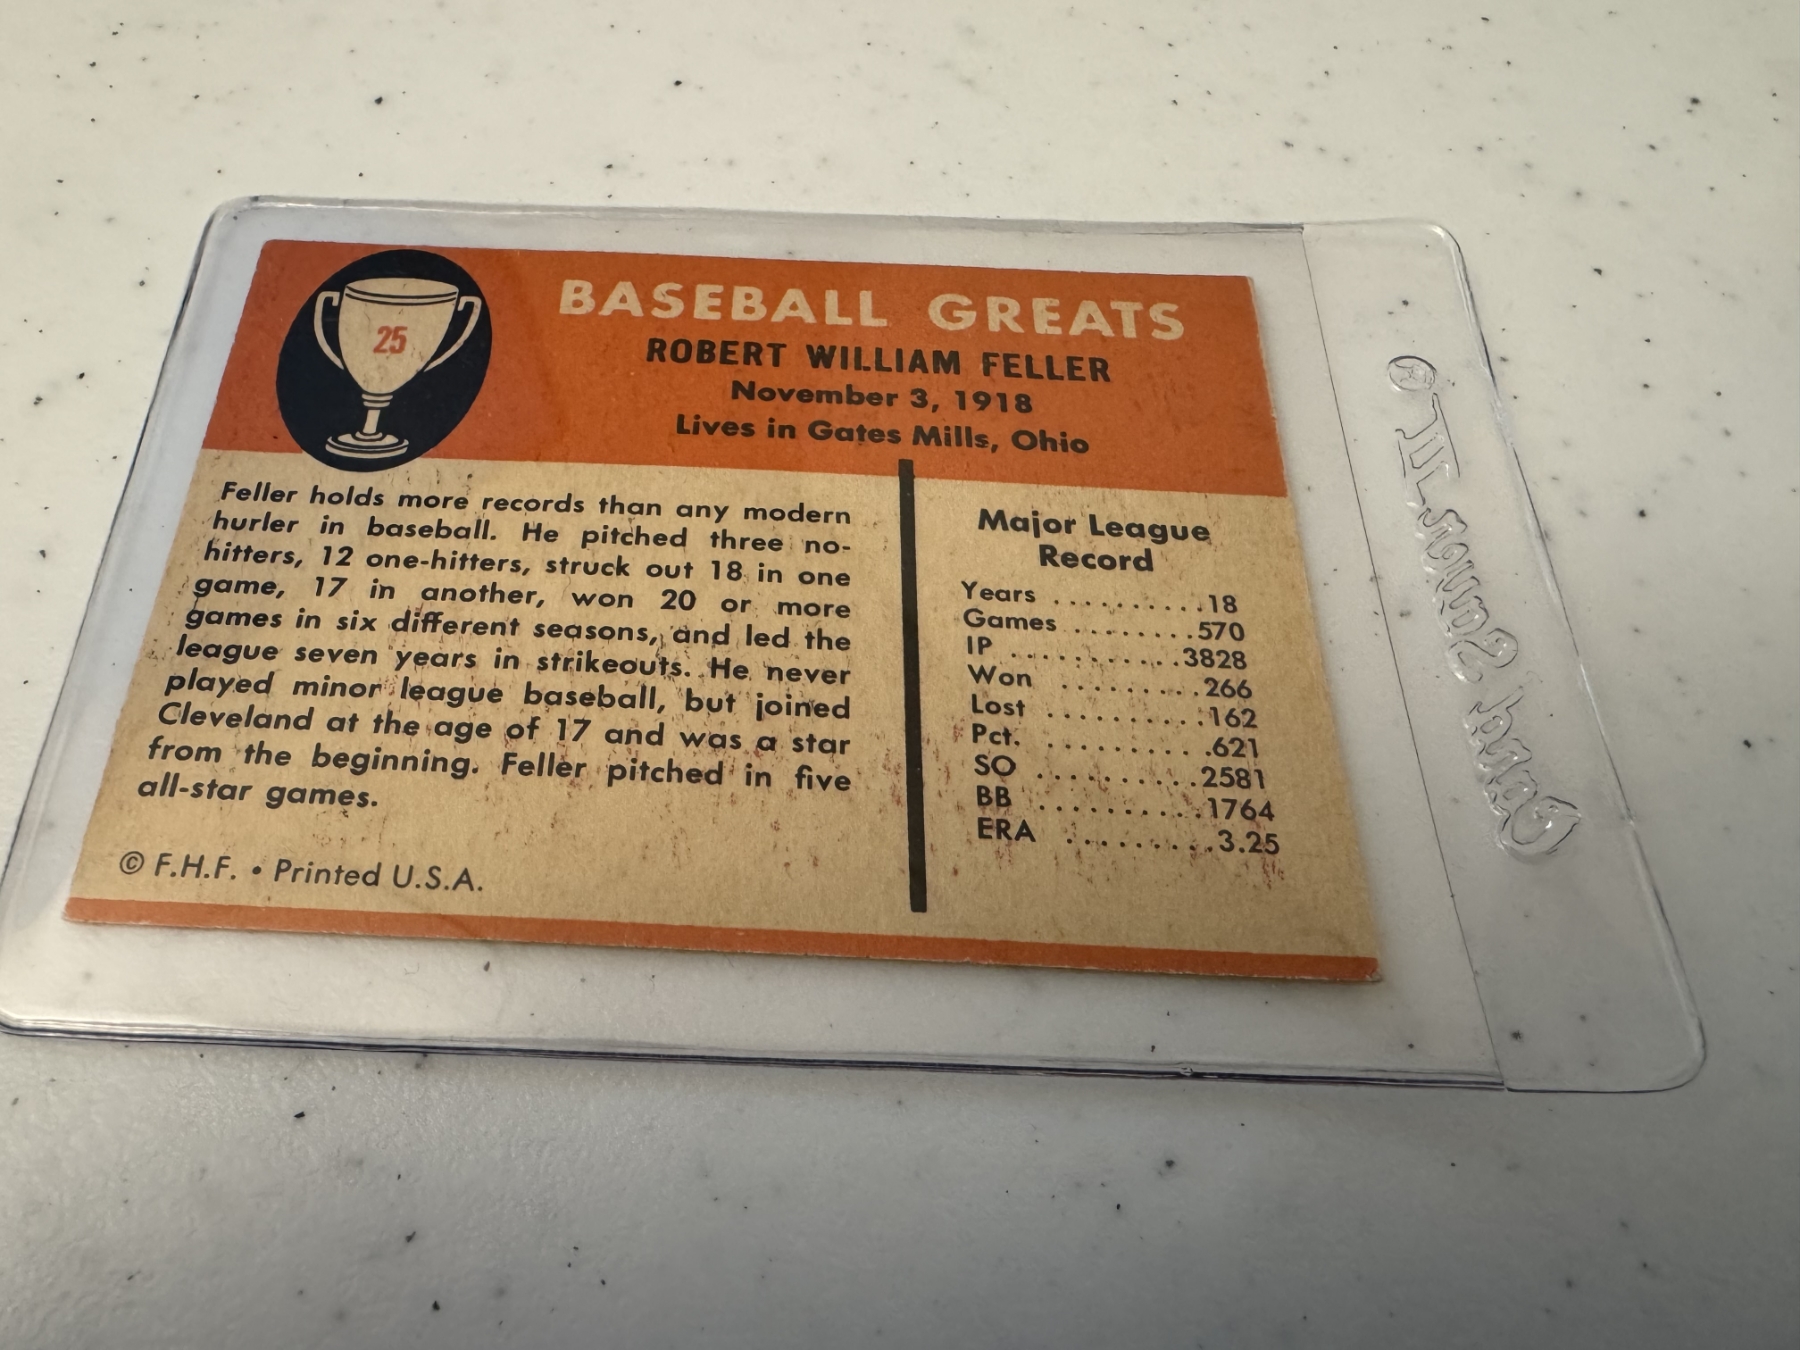 25
BASEBALL GREATS
ROBERT WILLIAM FELLER
November 3, 1918
Lives in Gates Mills, Ohio
Feller holds more records than any modern
hurler in baseball. He pitched three no-
hitters, 12 one-hitters, struck out 18 in one
game, 17 in another, won 20 or more
games in six different seasons, and led the
league seven years in strikeouts. He never
played minor league baseball, but joined
Cleveland at the age of 17 and was a star
from the beginning. Feller pitched in five
all-star games.
© F.H.F. • Printed U.S.A.
Major League
Record
Years ..........18
Games ........570
IP ............3828
Won .........266
Lost ..........162
Pct. ..........621
SO ..........2581
BB ..........1764
ERA .........3.25
Card Saver II ®